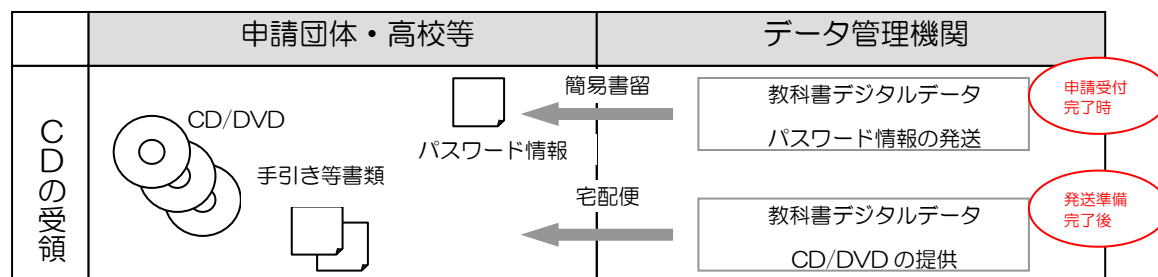 申請団体・高校等
データ管理機関
CDの受領
CD/DVD
手引き等書類
パスワード情報
簡易書留
宅配便
教科書デジタルデータ
パスワード情報の発送
申請受付
完了時
教科書デジタルデータ
CD/DVDの提供
発送準備
完了後